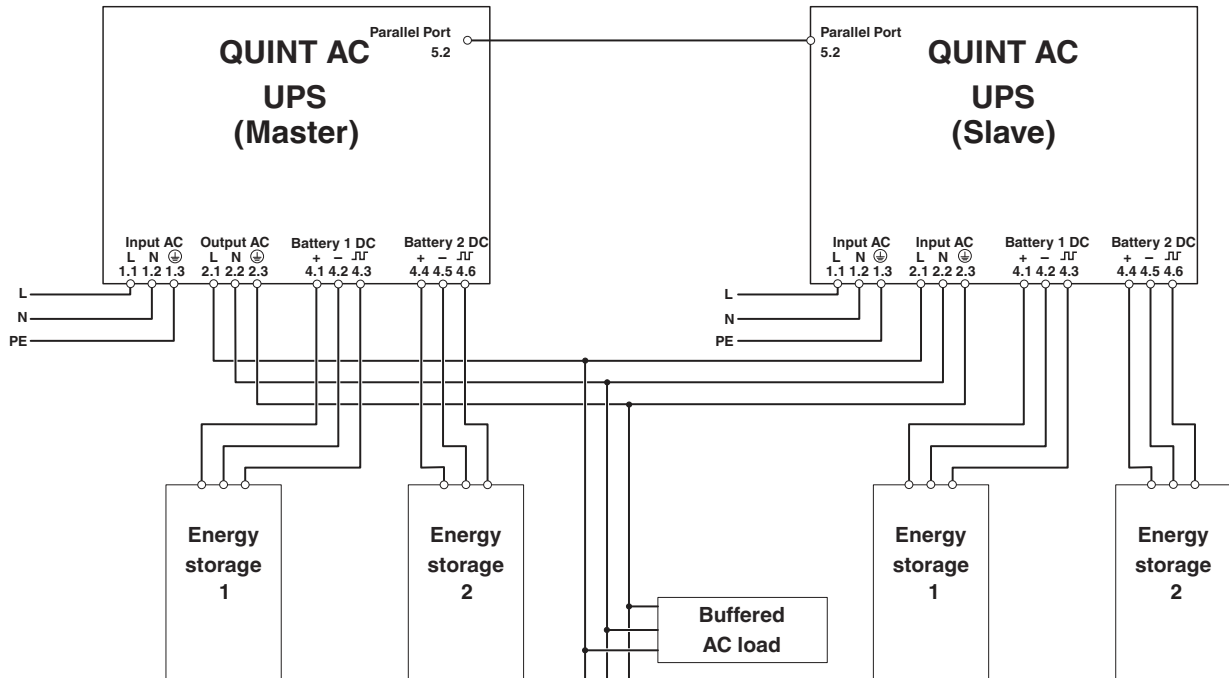 QUINT AC
UPS
(Master)
Parallel Port
5.2
Input AC Output AC Battery 1 DC Battery 2 DC
L N L N + − + −
1.1 1.2 1.3 2.1 2.2 2.3 4.1 4.2 4.3 4.4 4.5 4.6
L
N
PE
Energy
storage
1
Energy
storage
2
Parallel Port
5.2
QUINT AC
UPS
(Slave)
Input AC Input AC Battery 1 DC Battery 2 DC
L N L N + − + −
1.1 1.2 1.3 2.1 2.2 2.3 4.1 4.2 4.3 4.4 4.5 4.6
L
N
PE
Energy
storage
1
Energy
storage
2
Buffered
AC load